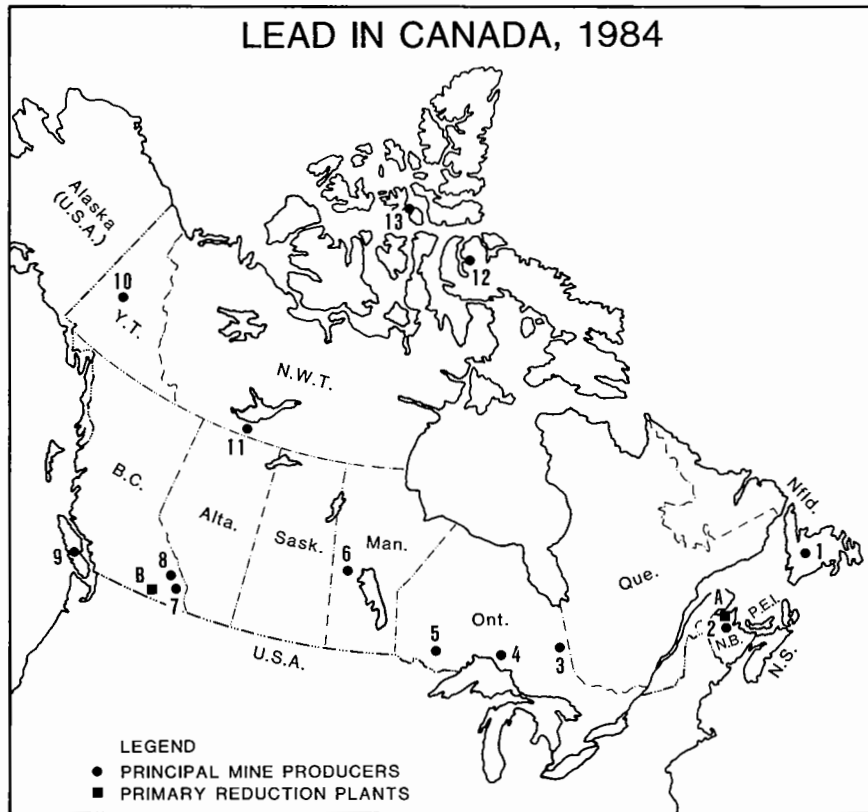 LEAD IN CANADA, 1984
Alaska
(U.S.A.)
13
12
10
Y.T.
N.W.T.
11
B.C.
Alta.
Sask.
Man.
6
Nfld.
1
9
B
8
7
Que.
Ont.
5
4
3
A
2
P.E.I.
N.B.
N.S.
U.S.A.
LEGEND
● PRINCIPAL MINE PRODUCERS
■ PRIMARY REDUCTION PLANTS